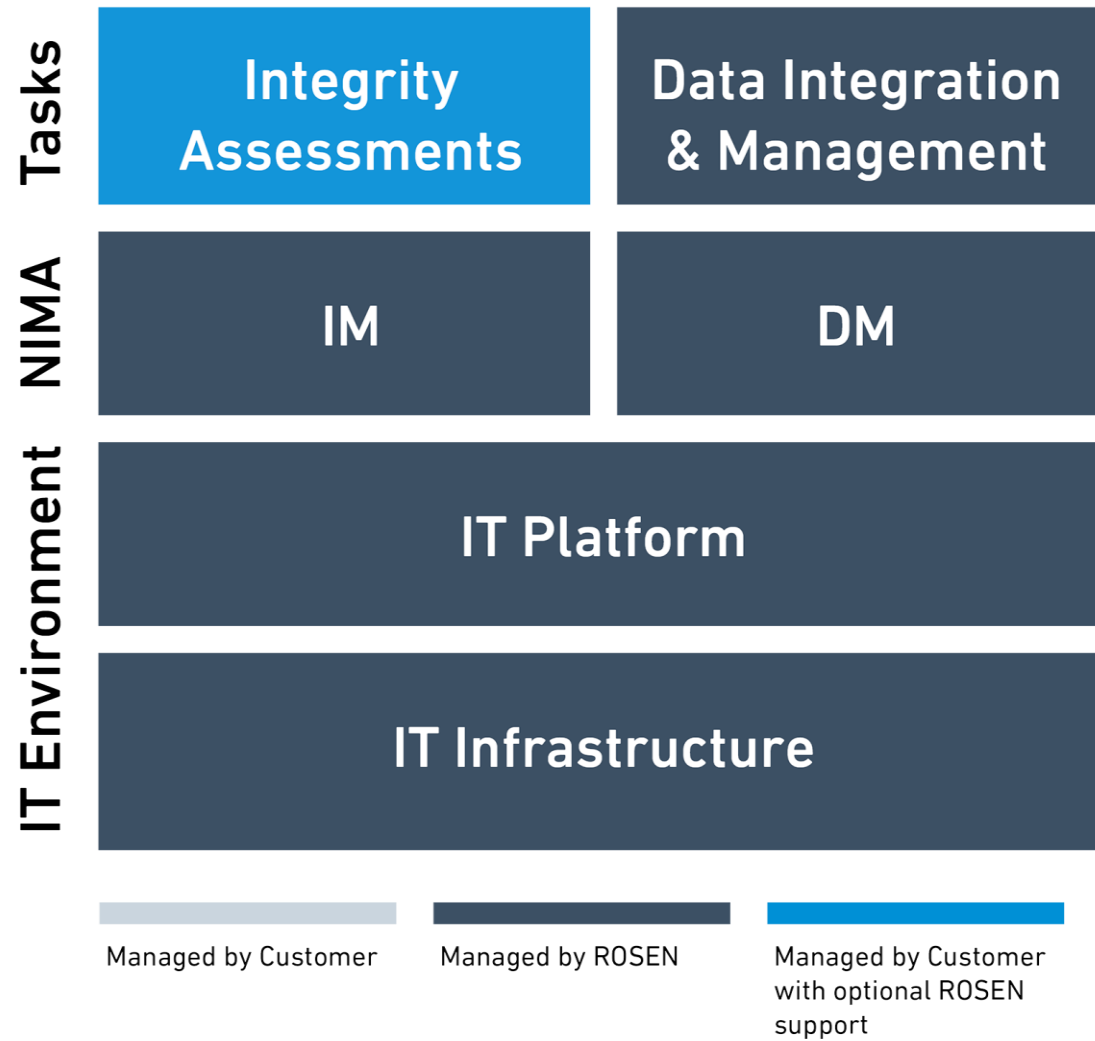 Tasks
Integrity
Assessments
Data Integration
& Management
NIMA
IM
DM
IT Environment
IT Platform
IT Infrastructure
Managed by Customer
Managed by ROSEN
Managed by Customer
with optional ROSEN
support